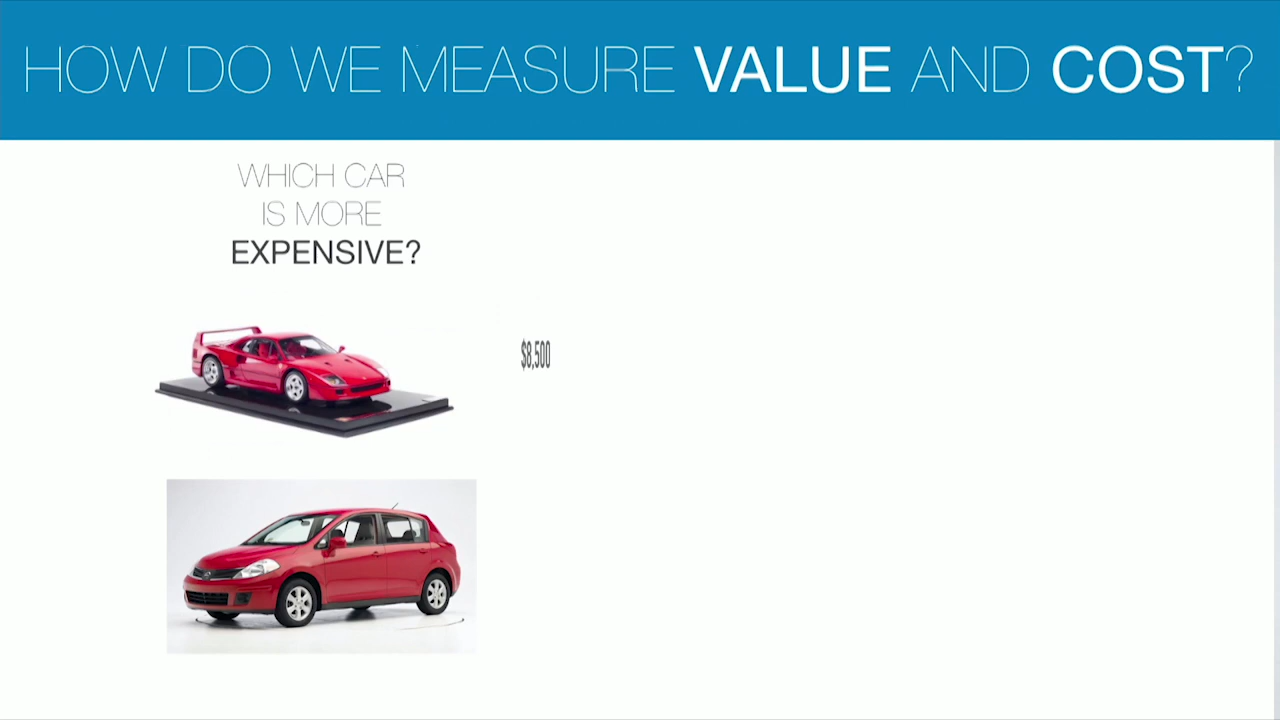 HOW DO WE MEASURE VALUE AND COST?
WHICH CAR
IS MORE
EXPENSIVE?
$8,500